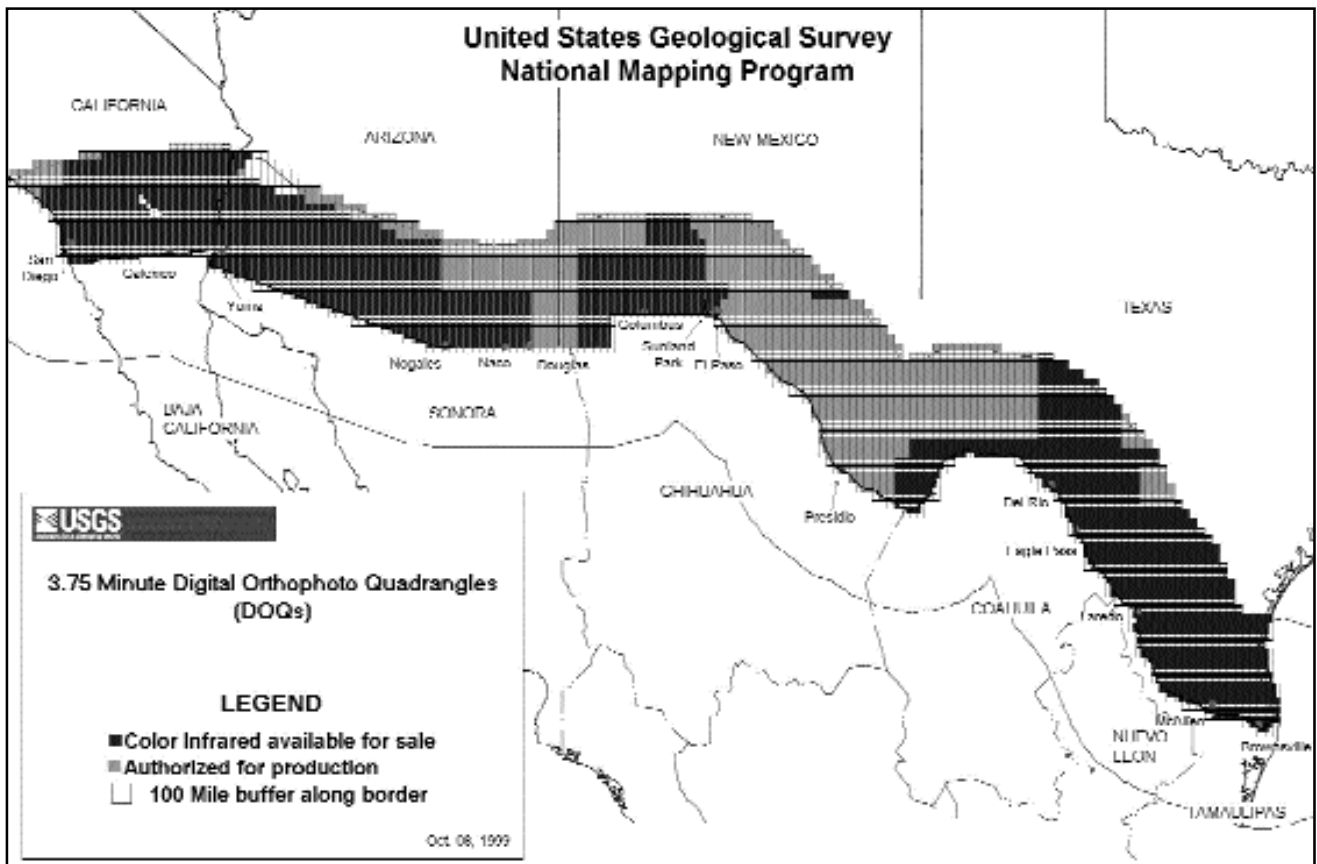 United States Geological Survey
National Mapping Program
CALIFORNIA
ARIZONA
NEW MEXICO
TEXAS
San
Diego
Calexico
Yuma
Nogales
Naco
Douglas
Columbus
Sunland
Park
El Paso
BAJA
CALIFORNIA
SONORA
CHIHUAHUA
Presidio
Del Rio
Eagle Pass
COAHUILA
Laredo
McAllen
NUEVO
LEON
Brownsville
TAMAULIPAS
USGS
3.75 Minute Digital Orthophoto Quadrangles
(DOQs)
LEGEND
Color Infrared available for sale
Authorized for production
100 Mile buffer along border
Oct. 08, 1999